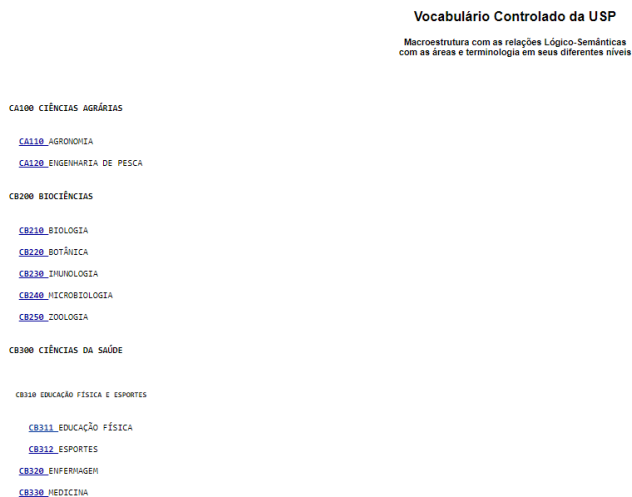 Vocabulário Controlado da USP
Macroestrutura com as relações Lógico-Semânticas
com as áreas e terminologia em seus diferentes níveis
CA100 CIÊNCIAS AGRÁRIAS
CA110 AGRONOMIA
CA120 ENGENHARIA DE PESCA
CB200 BIOCIÊNCIAS
CB210 BIOLOGIA
CB220 BOTÂNICA
CB230 IMUNOLOGIA
CB240 MICROBIOLOGIA
CB250 ZOOLOGIA
CB300 CIÊNCIAS DA SAÚDE
CB310 EDUCAÇÃO FÍSICA E ESPORTES
CB311 EDUCAÇÃO FÍSICA
CB312 ESPORTES
CB320 ENFERMAGEM
CB330 MEDICINA